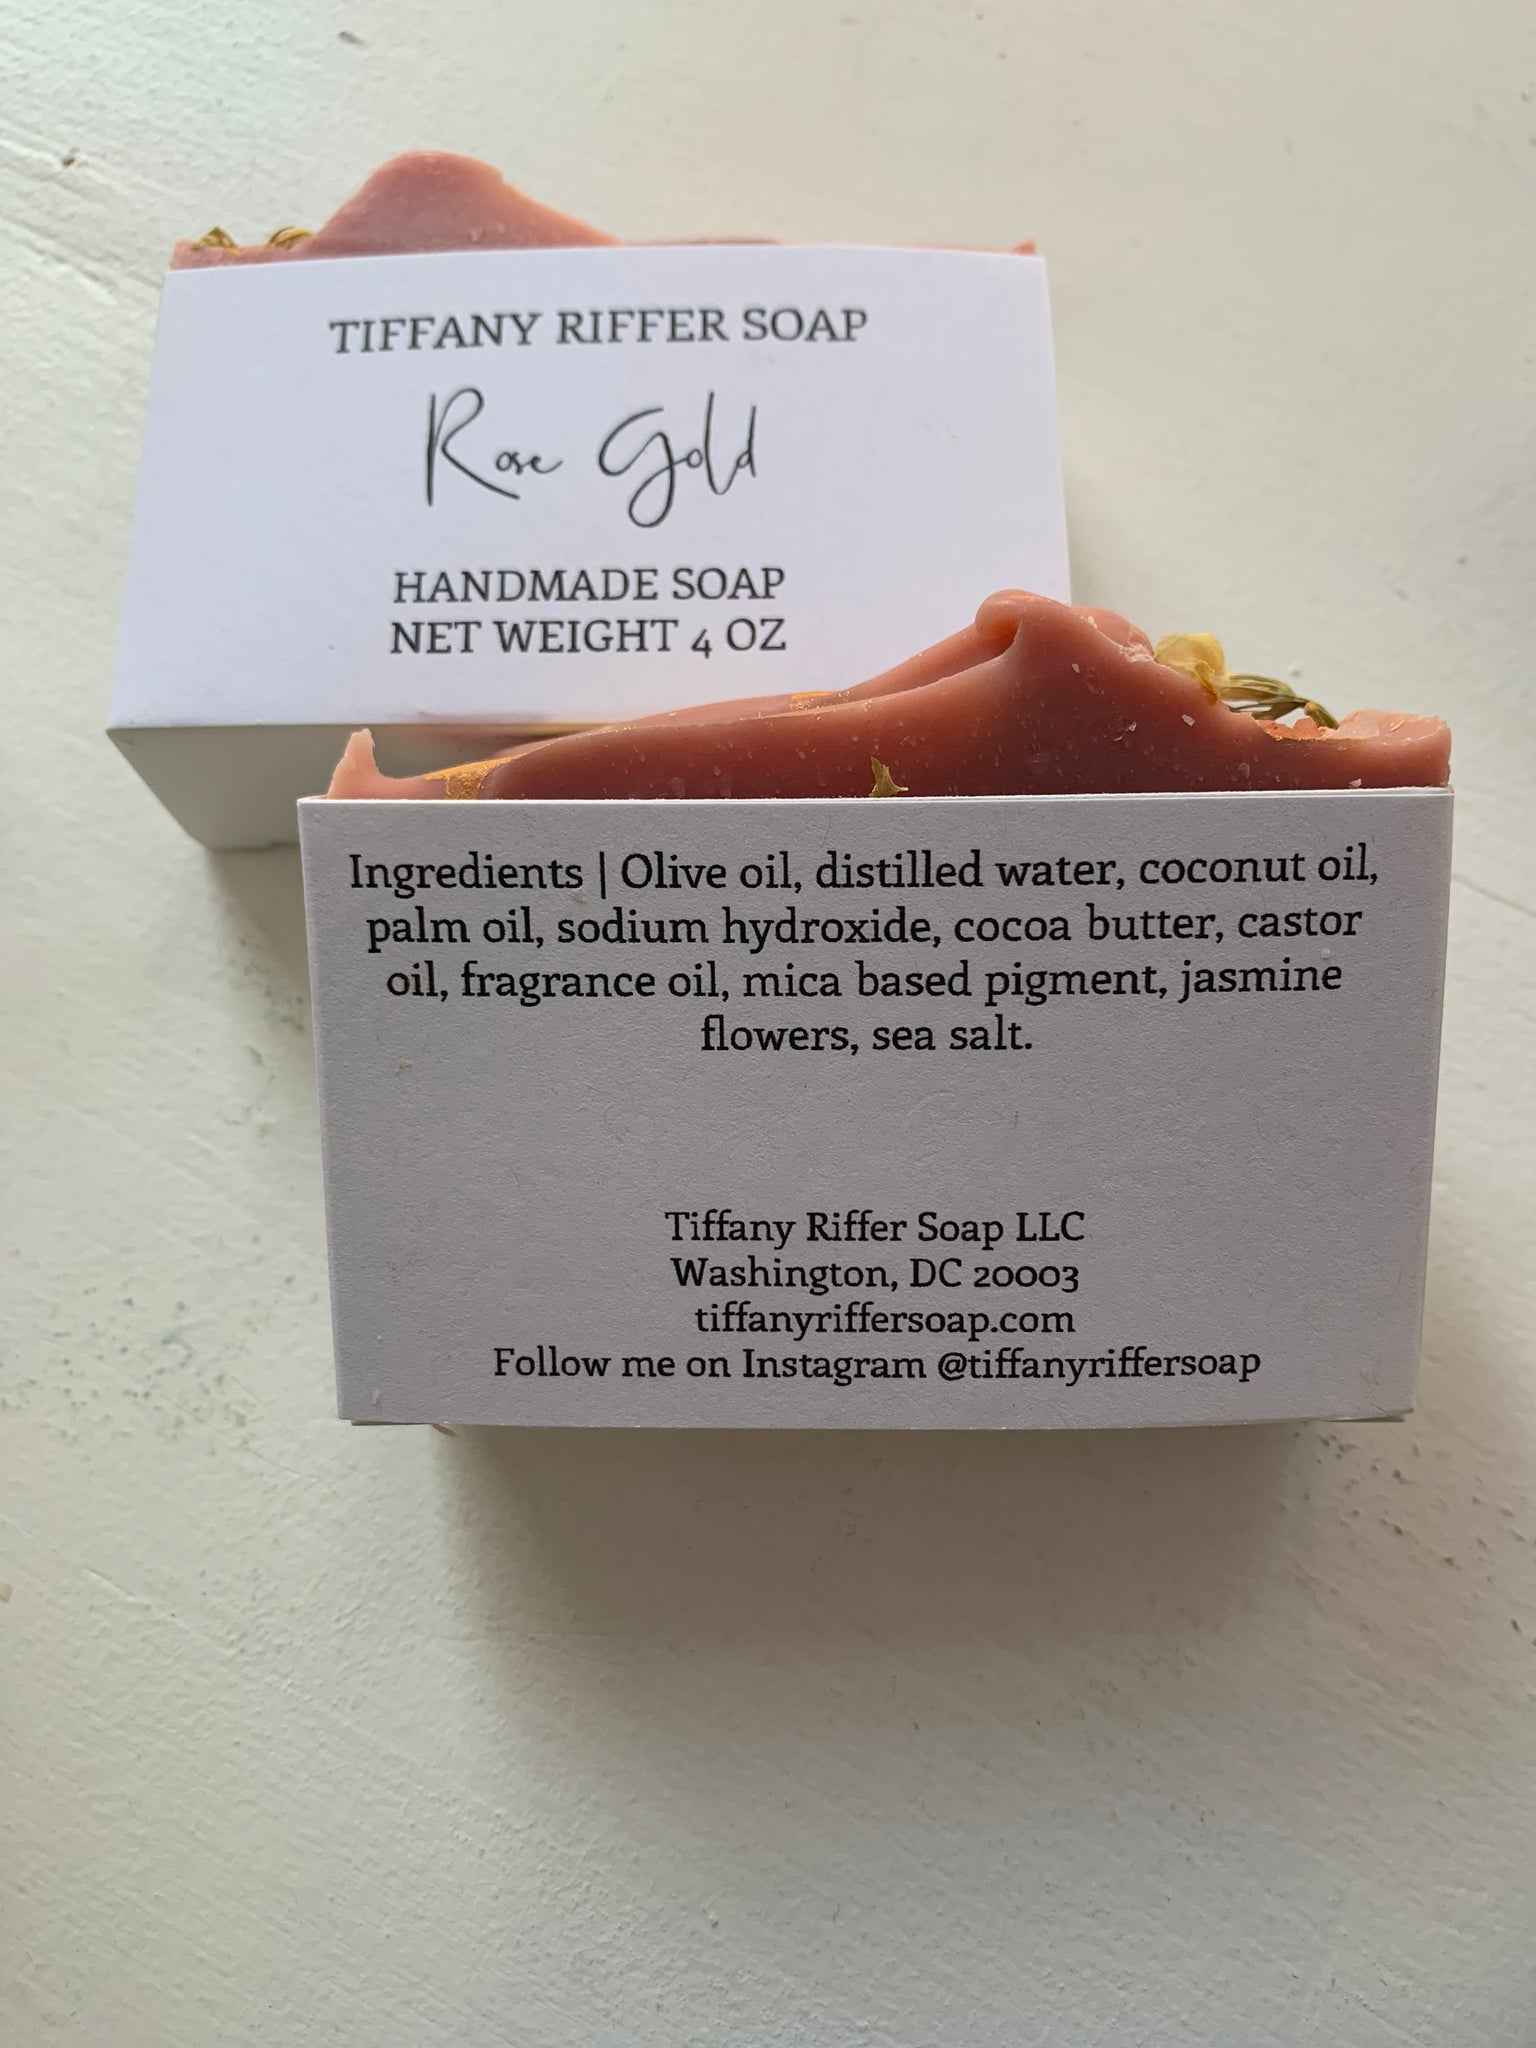 TIFFANY RIFFER SOAP
Rose Gold
HANDMADE SOAP
NET WEIGHT 4 OZ
Ingredients | Olive oil, distilled water, coconut oil,
palm oil, sodium hydroxide, cocoa butter, castor
oil, fragrance oil, mica based pigment, jasmine
flowers, sea salt.
Tiffany Riffer Soap LLC
Washington, DC 20003
tiffanyriffersoap.com
Follow me on Instagram @tiffanyriffersoap